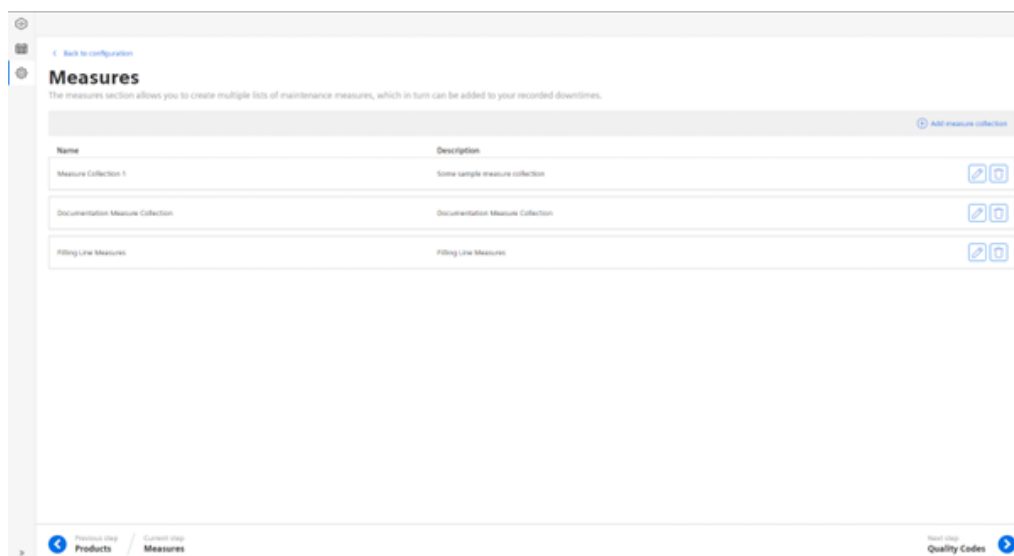 Back to configuration
Measures
The measures section allows you to create multiple lists of maintenance measures, which in turn can be added to your recorded downtimes.
Add measure collection
Name Description
Measure Collection 1 Some sample measure collection
Documentation Measure Collection Documentation Measure Collection
Filling Line Measures Filling Line Measures
Previous step Current step Next step
Products Measures Quality Codes